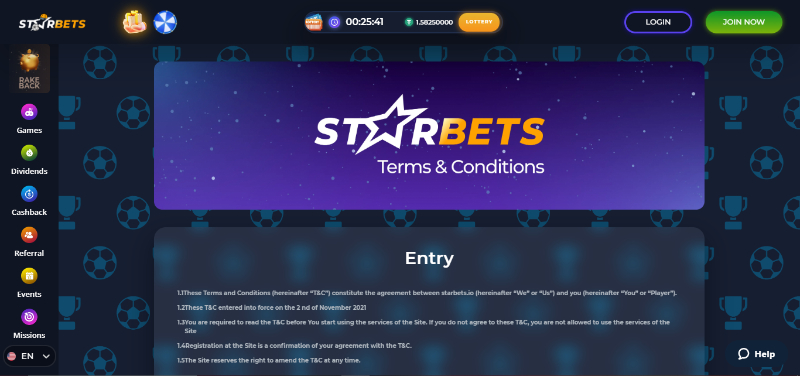 STARBETS
00:25:41
1.58250000
LOTTERY
LOGIN
JOIN NOW
RAKE
BACK
Games
Dividends
Cashback
Referral
Events
Missions
EN
STARBETS
Terms & Conditions
Entry
1.1These Terms and Conditions (hereinafter “T&C”) constitute the agreement between starbets.io (hereinafter “We” or “Us”) and you (hereinafter “You” or “Player”).
1.2These T&C entered into force on the 2 nd of November 2021
1.3You are required to read the T&C before You start using the services of the Site. If you do not agree to these T&C, you are not allowed to use the services of the
Site
1.4Registration at the Site is a confirmation of your agreement with the T&C.
1.5The Site reserves the right to amend the T&C at any time.
Help